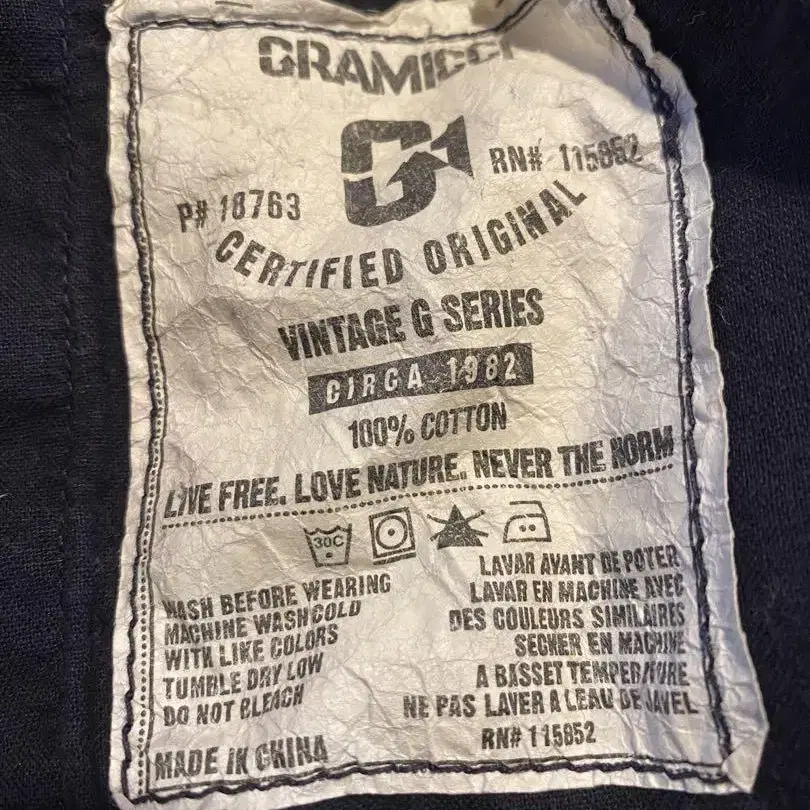 GRAMICCI
G
P# 18763
RN# 115852
CERTIFIED ORIGINAL
VINTAGE G SERIES
CIRCA 1982
100% COTTON
LIVE FREE. LOVE NATURE. NEVER THE NORM
30C
WASH BEFORE WEARING
MACHINE WASH COLD
WITH LIKE COLORS
TUMBLE DRY LOW
DO NOT BLEACH
MADE IN CHINA
LAVAR AVANT DE POTER
LAVAR EN MACHINE AVEC
DES COULEURS SIMILAIRES
SECHER EN MACHINE
A BASSET TEMPERATURE
NE PAS LAVER A LEAU DE JAVEL
RN# 115852